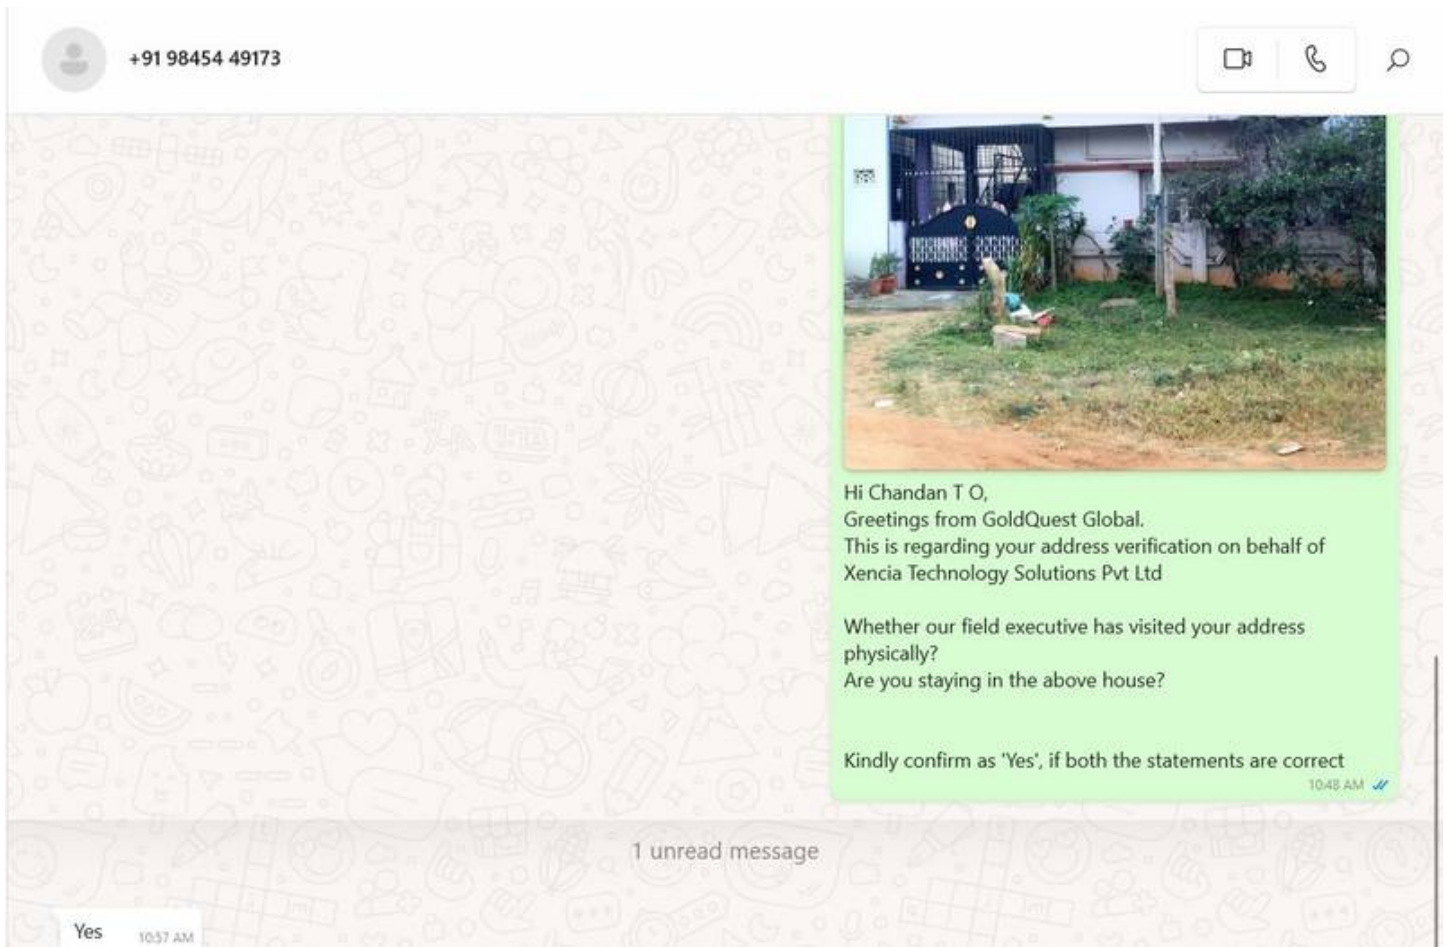 +91 98454 49173
Hi Chandan T O,
Greetings from GoldQuest Global.
This is regarding your address verification on behalf of
Xencia Technology Solutions Pvt Ltd
Whether our field executive has visited your address
physically?
Are you staying in the above house?
Kindly confirm as 'Yes', if both the statements are correct
10:48 AM
1 unread message
Yes
10:57 AM